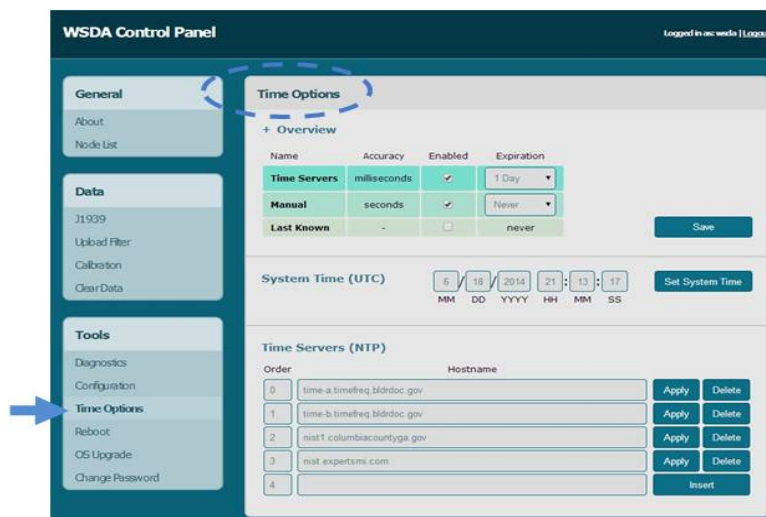 WSDA Control Panel
Logged in as: wsda | Logou
General
About
Node List
Data
J1939
Upload Filter
Calibration
Clear Data
Tools
Diagnostics
Configuration
Time Options
Reboot
OS Upgrade
Change Password
Time Options
+ Overview
Name Accuracy Enabled Expiration
Time Servers milliseconds 1 Day
Manual seconds Never
Last Known - never
Save
System Time (UTC) 6 / 18 / 2014 21 : 13 : 17 Set System Time
MM DD YYYY HH MM SS
Time Servers (NTP)
Order Hostname
0 time-a.timefreq.bldrdoc.gov Apply Delete
1 time-b.timefreq.bldrdoc.gov Apply Delete
2 nist1.columbiacountyga.gov Apply Delete
3 nist.expertsmi.com Apply Delete
4 Insert